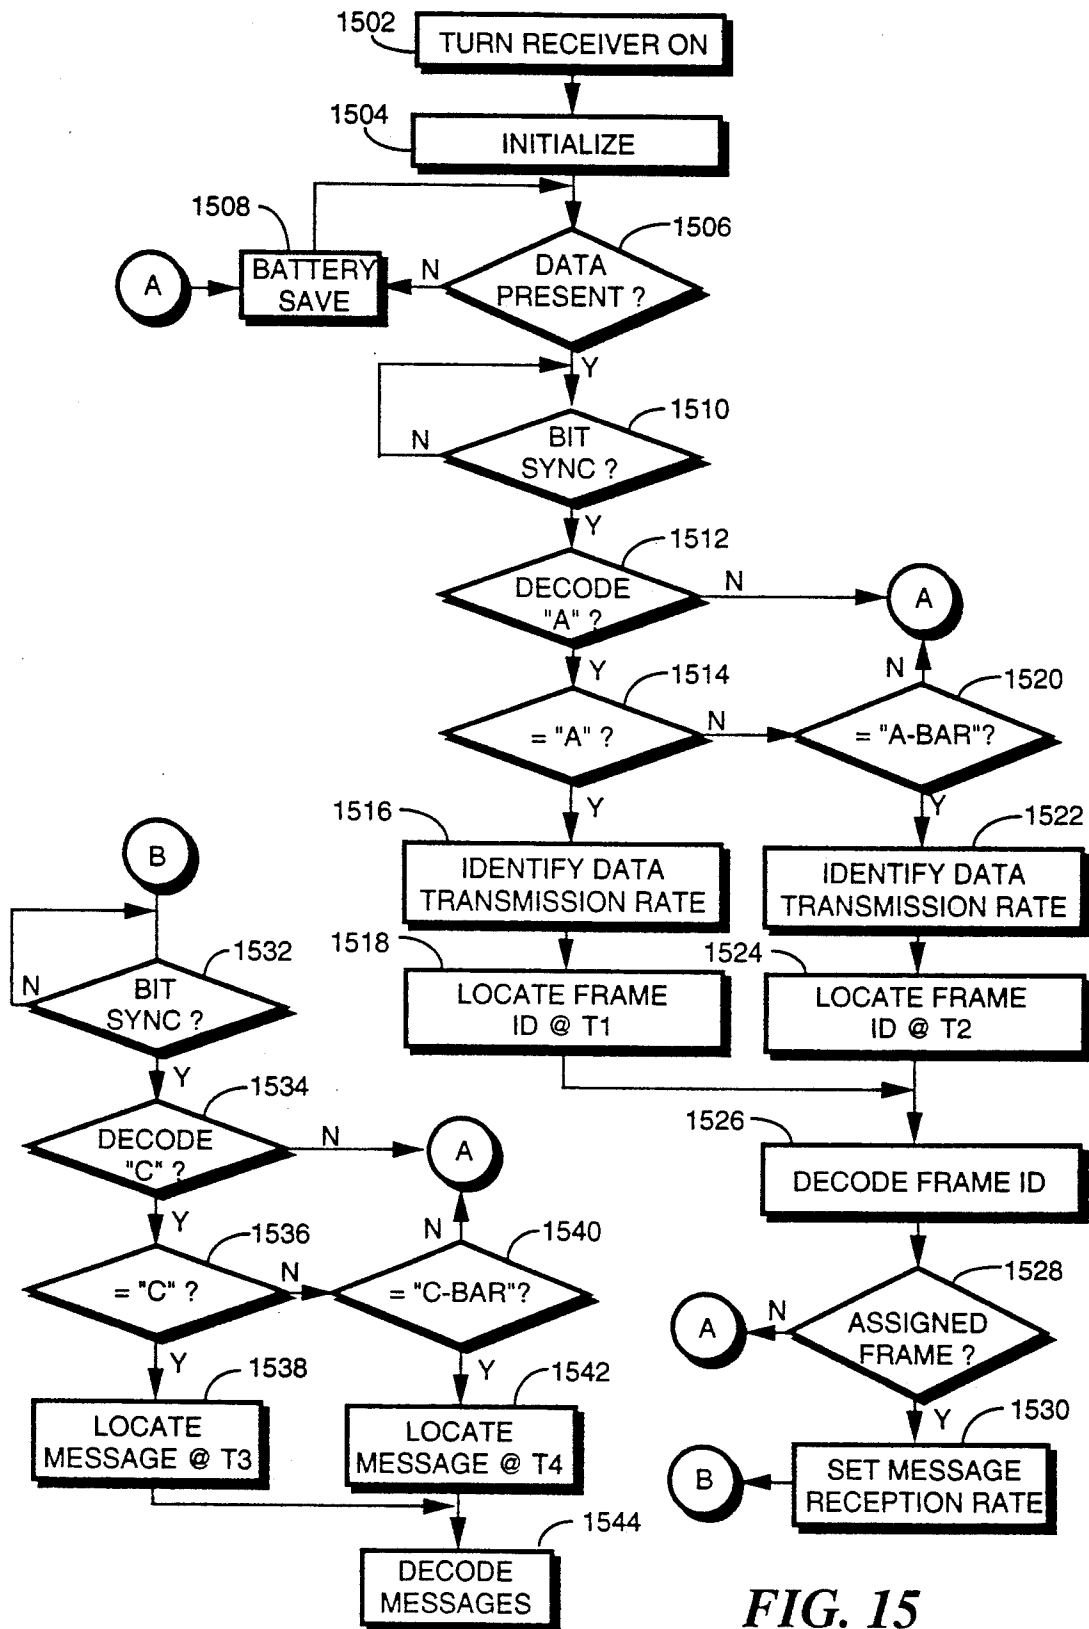 1502
TURN RECEIVER ON
1504
INITIALIZE
1508
1506
A
BATTERY
SAVE
N
DATA
PRESENT ?
Y
1510
N
BIT
SYNC ?
Y
1512
DECODE
"A" ?
N
A
Y
1514
N
1520
= "A" ?
N
= "A-BAR"?
1516
Y
Y
1522
B
IDENTIFY DATA
TRANSMISSION RATE
IDENTIFY DATA
TRANSMISSION RATE
1518
1524
1532
N
BIT
SYNC ?
LOCATE FRAME
ID @ T1
LOCATE FRAME
ID @ T2
Y
1534
1526
DECODE
"C" ?
N
A
DECODE FRAME ID
Y
1536
N
1540
1528
= "C" ?
N
= "C-BAR"?
A
N
ASSIGNED
FRAME ?
Y
1538
Y
1542
Y
1530
LOCATE
MESSAGE @ T3
LOCATE
MESSAGE @ T4
B
SET MESSAGE
RECEPTION RATE
1544
DECODE
MESSAGES
FIG. 15